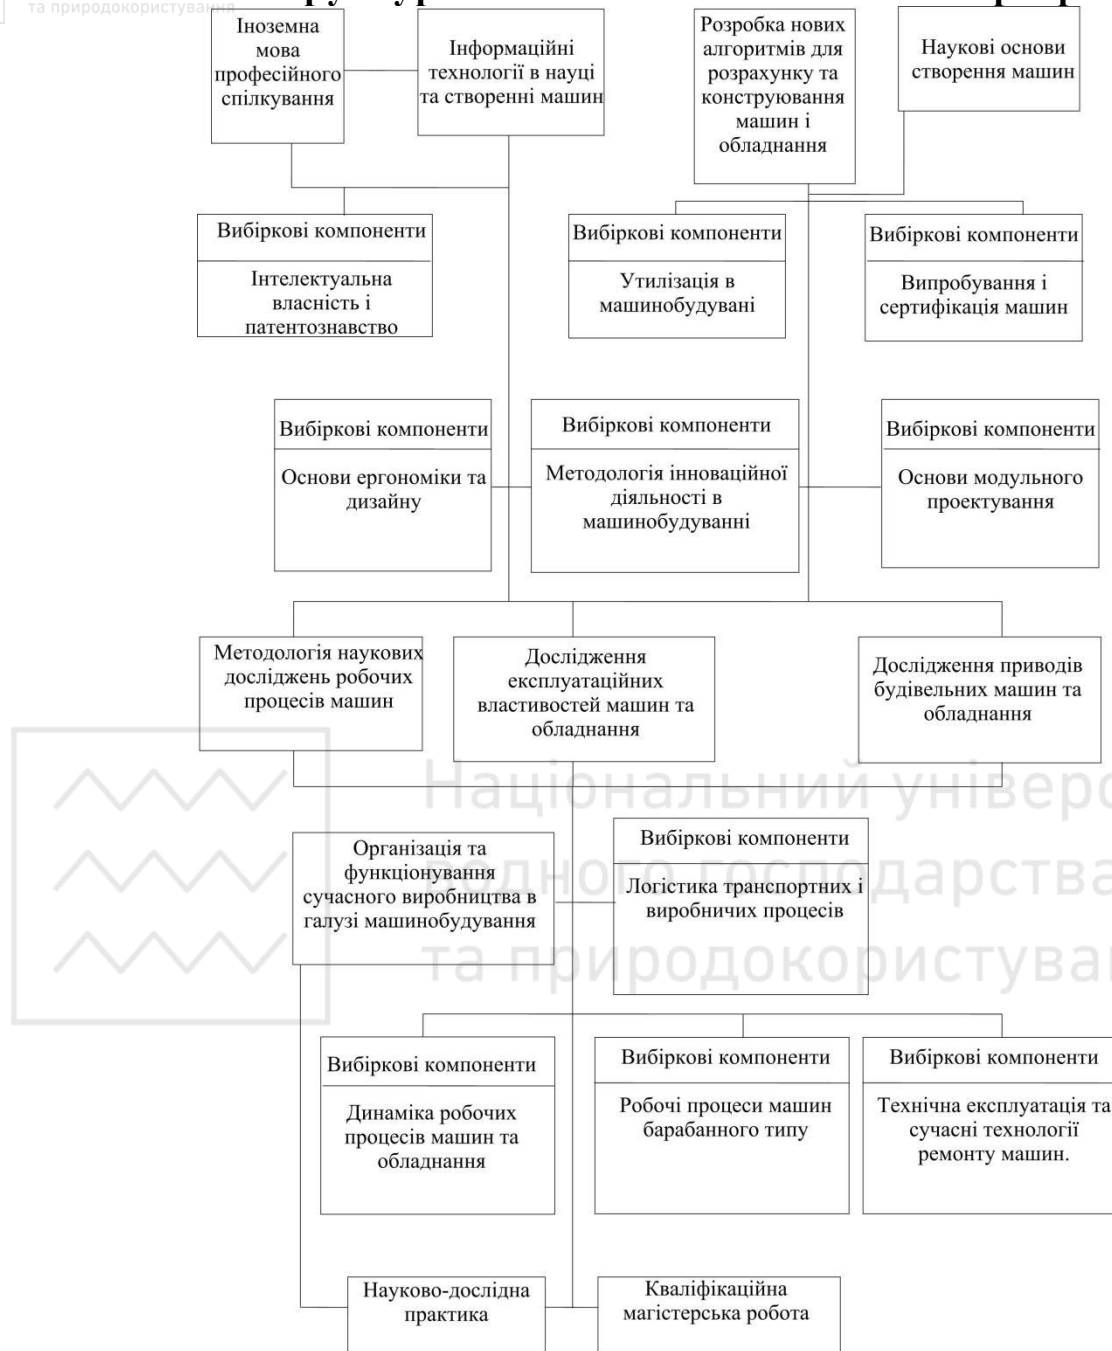 та природокористування
Іноземна
мова
професійного
спілкування
Інформаційні
технології в науці
та створенні машин
Розробка нових
алгоритмів для
розрахунку та
конструювання
машин і
обладнання
Наукові основи
створення машин
Вибіркові компоненти
Інтелектуальна
власність і
патентознавство
Вибіркові компоненти
Утилізація в
машинобудувані
Вибіркові компоненти
Випробування і
сертифікація машин
Вибіркові компоненти
Основи ергономіки та
дизайну
Вибіркові компоненти
Методологія інноваційної
діяльності в
машинобудуванні
Вибіркові компоненти
Основи модульного
проектування
Методологія наукових
досліджень робочих
процесів машин
Дослідження
експлуатаційних
властивостей машин та
обладнання
Дослідження приводів
будівельних машин та
обладнання
Національний універс
водного господарства
та природокористуван
Організація та
функціонування
сучасного виробництва в
галузі машинобудування
Вибіркові компоненти
Логістика транспортних і
виробничих процесів
Вибіркові компоненти
Динаміка робочих
процесів машин та
обладнання
Вибіркові компоненти
Робочі процеси машин
барабанного типу
Вибіркові компоненти
Технічна експлуатація та
сучасні технології
ремонту машин.
Науково-дослідна
практика
Кваліфікаційна
магістерська робота